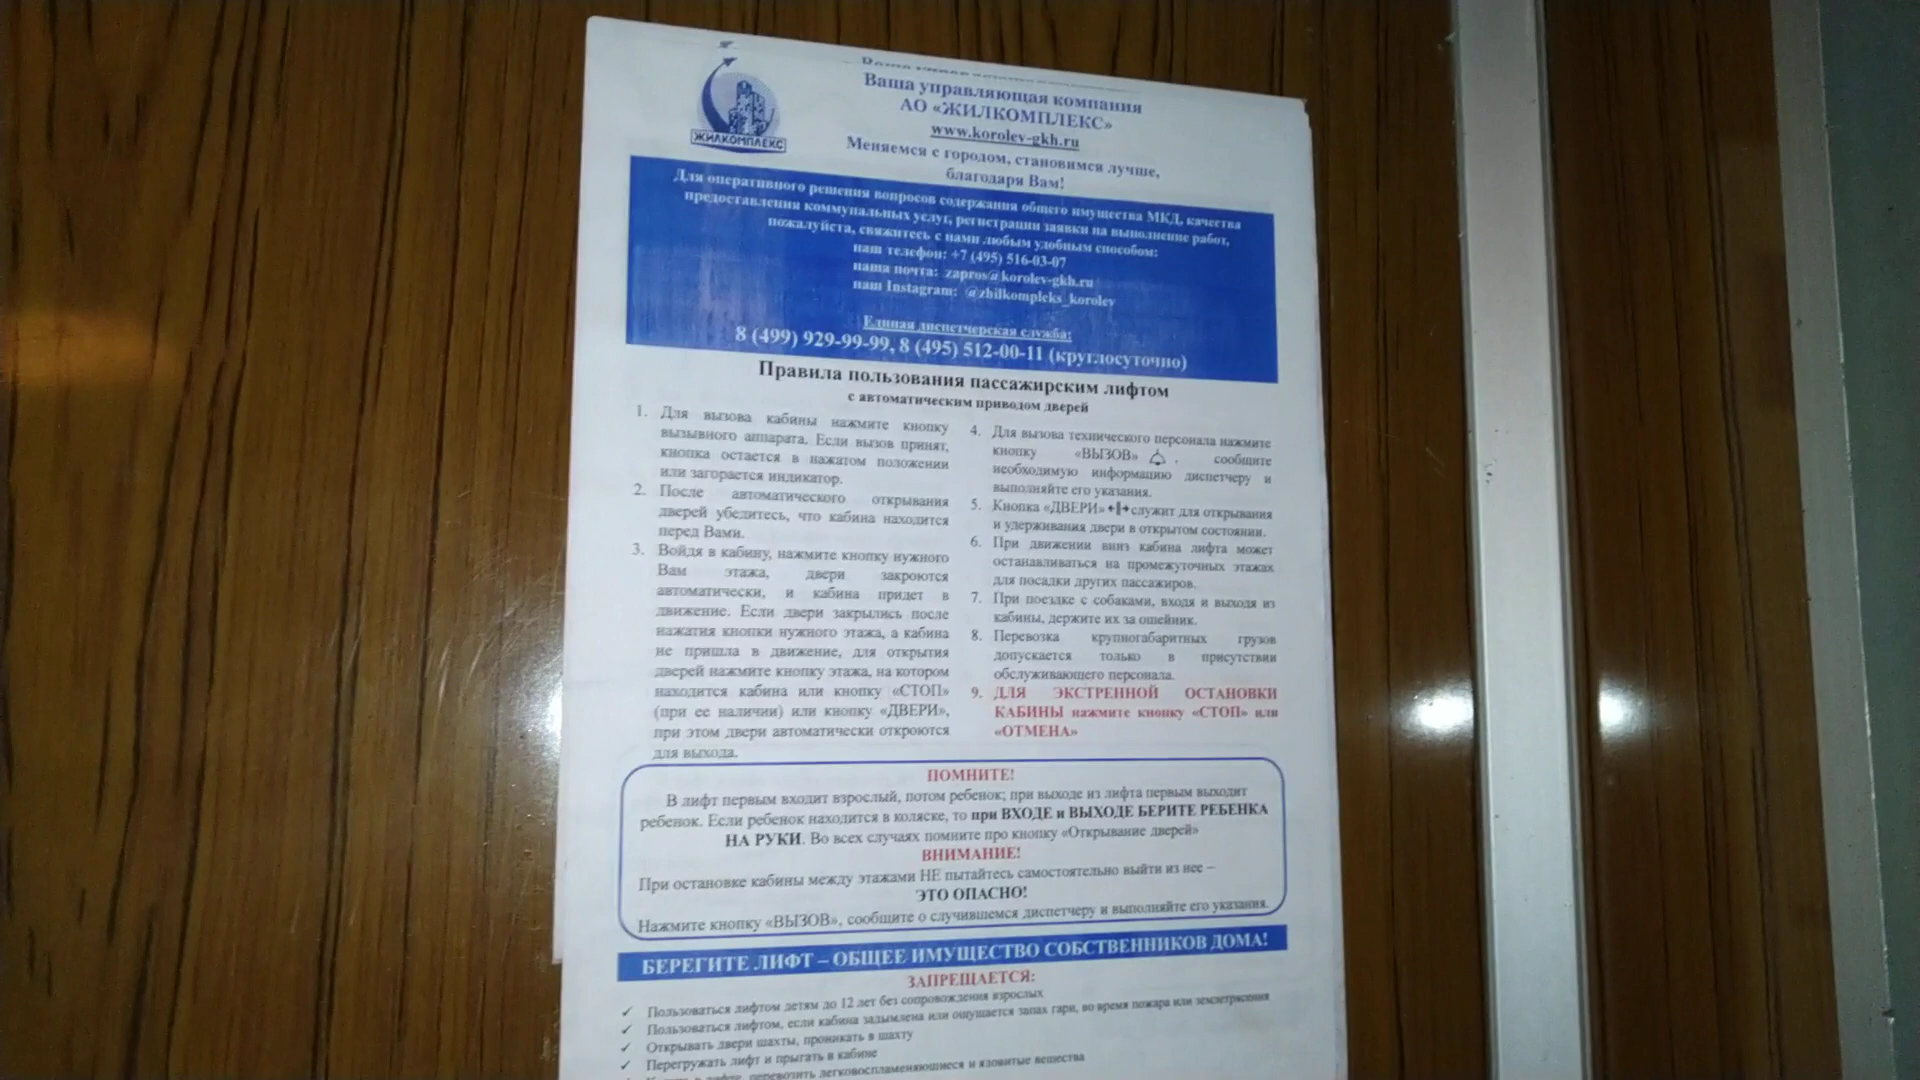 Ваша управляющая компания
АО «ЖИЛКОМПЛЕКС»
www.korolev-gkh.ru
Меняемся с городом, становимся лучше,
благодаря Вам!
ЖИЛКОМПЛЕКС
Для оперативного решения вопросов содержания общего имущества МКД, качества
предоставления коммунальных услуг, регистрации заявки на выполнение работ,
пожалуйста, свяжитесь с нами любым удобным способом:
наш телефон: +7 (495) 516-03-07
наша почта: zapros@korolev-gkh.ru
наш Instagram: @zhilkompleks_korolev
Единая диспетчерская служба:
8 (499) 929-99-99, 8 (495) 512-00-11 (круглосуточно)
Правила пользования пассажирским лифтом
с автоматическим приводом дверей
1. Для вызова кабины нажмите кнопку
вызывного аппарата. Если вызов принят,
кнопка остается в нажатом положении
или загорается индикатор.
2. После автоматического открывания
дверей убедитесь, что кабина находится
перед Вами.
3. Войдя в кабину, нажмите кнопку нужного
Вам этажа, двери закроются
автоматически, и кабина придет в
движение. Если двери закрылись после
нажатия кнопки нужного этажа, а кабина
не пришла в движение, для открытия
дверей нажмите кнопку этажа, на котором
находится кабина или кнопку «СТОП»
(при ее наличии) или кнопку «ДВЕРИ»,
при этом двери автоматически откроются
для выхода.
4. Для вызова технического персонала нажмите
кнопку «ВЫЗОВ» , сообщите
необходимую информацию диспетчеру и
выполняйте его указания.
5. Кнопка «ДВЕРИ» служит для открывания
и удерживания двери в открытом состоянии.
6. При движении вниз кабина лифта может
останавливаться на промежуточных этажах
для посадки других пассажиров.
7. При поездке с собаками, входя и выходя из
кабины, держите их за ошейник.
8. Перевозка крупногабаритных грузов
допускается только в присутствии
обслуживающего персонала.
9. ДЛЯ ЭКСТРЕННОЙ ОСТАНОВКИ
КАБИНЫ нажмите кнопку «СТОП» или
«ОТМЕНА»
ПОМНИТЕ!
В лифт первым входит взрослый, потом ребенок; при выходе из лифта первым выходит
ребенок. Если ребенок находится в коляске, то при ВХОДЕ и ВЫХОДЕ БЕРИТЕ РЕБЕНКА
НА РУКИ. Во всех случаях помните про кнопку «Открывание дверей»
ВНИМАНИЕ!
При остановке кабины между этажами НЕ пытайтесь самостоятельно выйти из нее –
ЭТО ОПАСНО!
Нажмите кнопку «ВЫЗОВ», сообщите о случившемся диспетчеру и выполняйте его указания.
БЕРЕГИТЕ ЛИФТ – ОБЩЕЕ ИМУЩЕСТВО СОБСТВЕННИКОВ ДОМА!
ЗАПРЕЩАЕТСЯ:
✓ Пользоваться лифтом детям до 12 лет без сопровождения взрослых
✓ Пользоваться лифтом, если кабина задымлена или ощущается запах гари, во время пожара или землетрясения
✓ Открывать двери шахты, проникать в шахту
✓ Перегружать лифт и прыгать в кабине
в лифте, перевозить легковоспламеняющиеся и ядовитые вещества